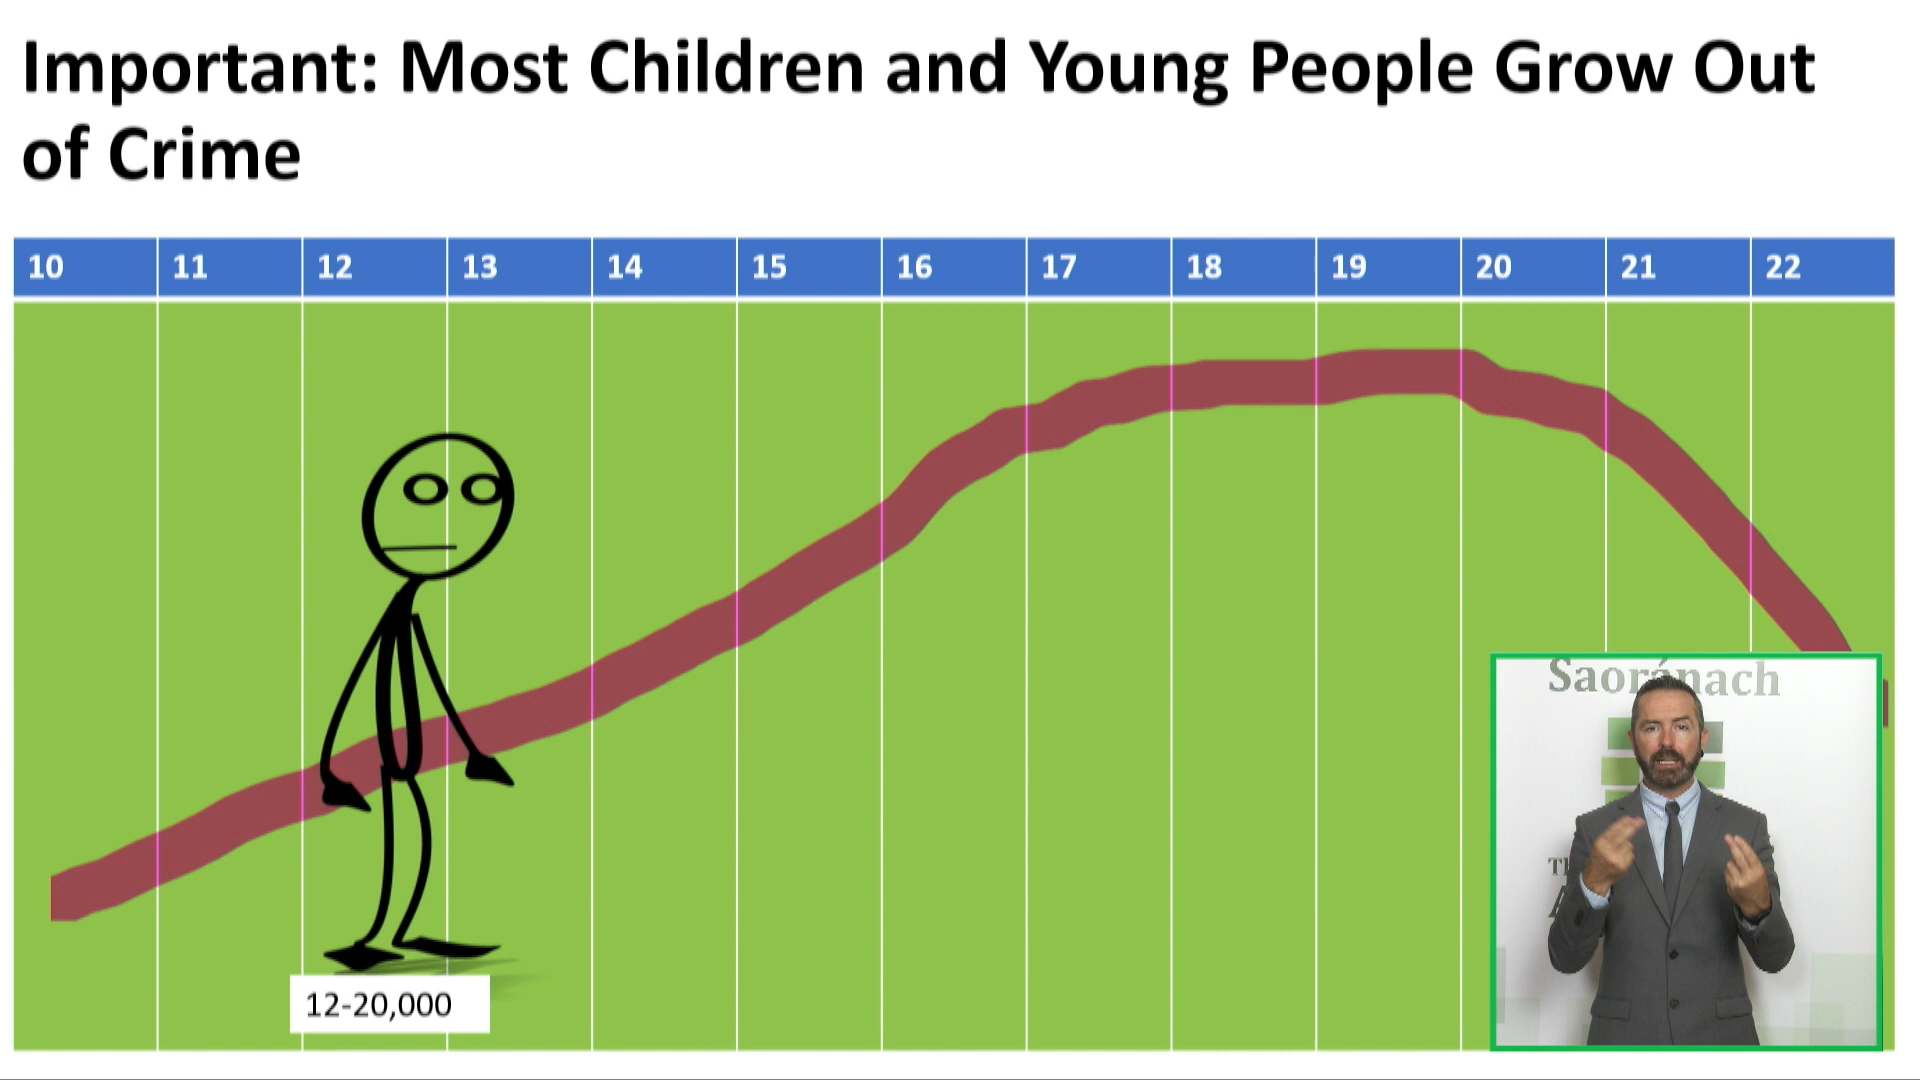 Important: Most Children and Young People Grow Out
of Crime
10 11 12 13 14 15 16 17 18 19 20 21 22
12-20,000
Saoránach